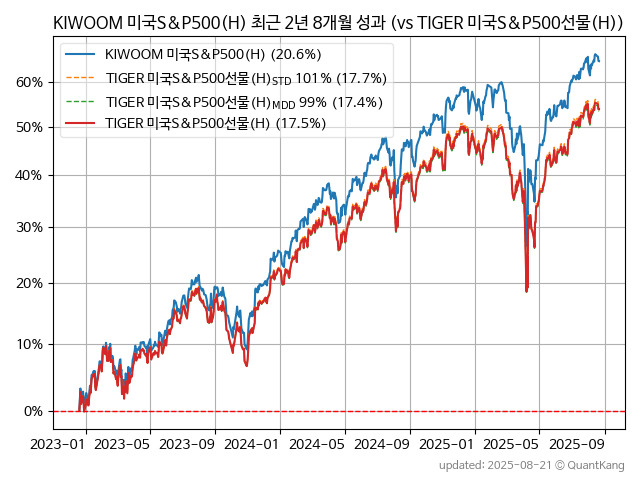 KIWOOM 미국S&P500(H) 최근 2년 8개월 성과 (vs TIGER 미국S&P500선물(H))
KIWOOM 미국S&P500(H) (20.6%)
TIGER 미국S&P500선물(H)STD 101% (17.7%)
TIGER 미국S&P500선물(H)MDD 99% (17.4%)
TIGER 미국S&P500선물(H) (17.5%)
60%
50%
40%
30%
20%
10%
0%
2023-01 2023-05 2023-09 2024-01 2024-05 2024-09 2025-01 2025-05 2025-09
updated: 2025-08-21 © QuantKang